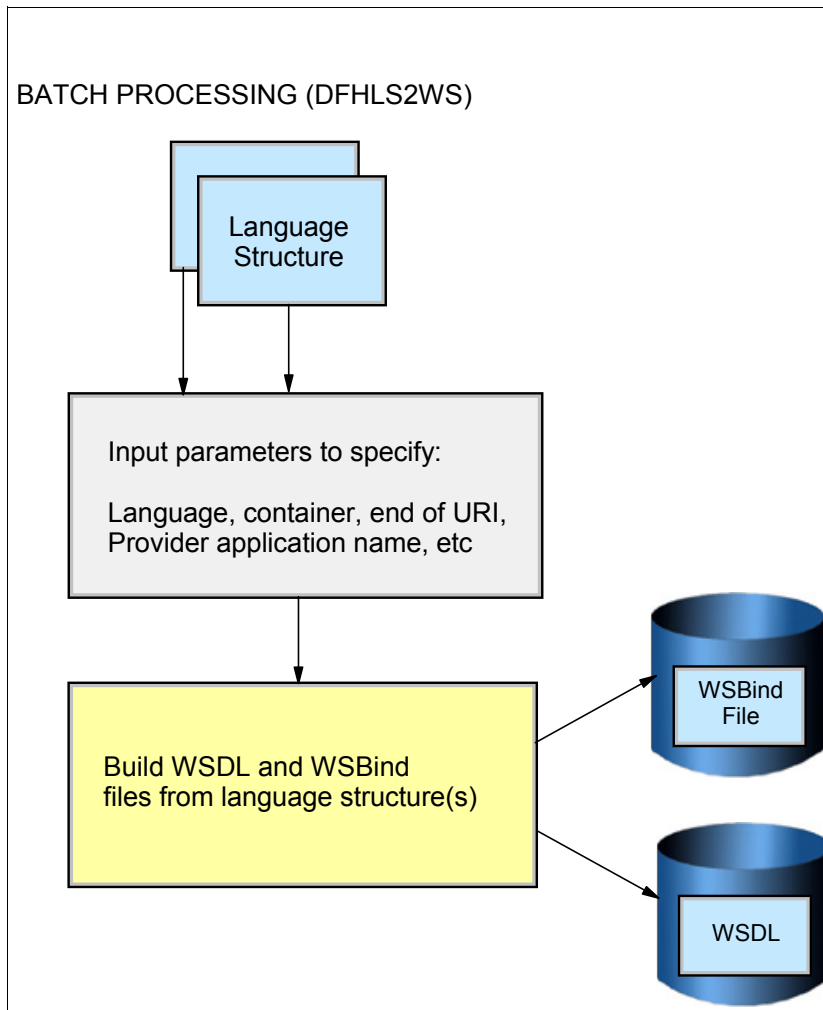 BATCH PROCESSING (DFHLS2WS)
Language
Structure
Input parameters to specify:
Language, container, end of URI,
Provider application name, etc
Build WSDL and WSBind
files from language structure(s)
WSBind
File
WSDL